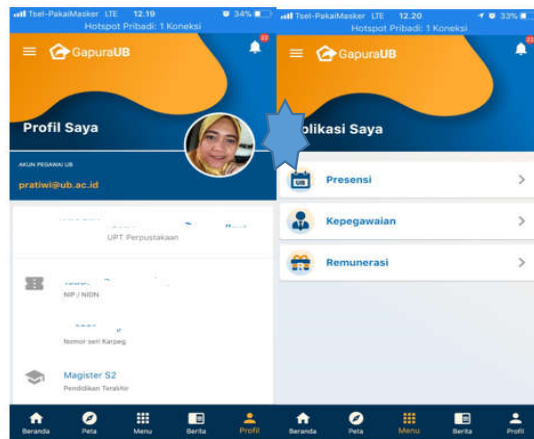 Tsel-PakaiMasker LTE 12.19 34%
Hotspot Pribadi: 1 Koneksi
GapuraUB
22
Profil Saya
AKUN PEGAWAI UB
pratiwi@ub.ac.id
UPT Perpustakaan
NIP / NIDN
Nomor seri Karpeg
Magister S2
Pendidikan Terakhir
Beranda Peta Menu Berita Profil
Tsel-PakaiMasker LTE 12.20 33%
Hotspot Pribadi: 1 Koneksi
GapuraUB
22
plikasi Saya
UB Presensi
Kepegawaian
Remunerasi
Beranda Peta Menu Berita Profil